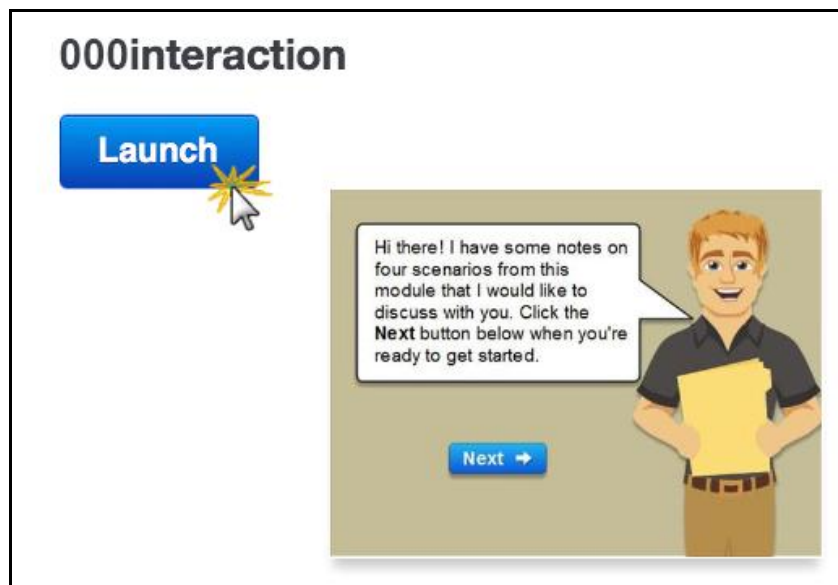 000interaction
Launch
Hi there! I have some notes on
four scenarios from this
module that I would like to
discuss with you. Click the
Next button below when you're
ready to get started.
Next